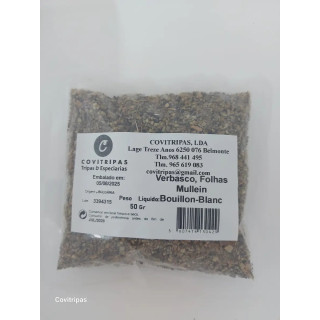 COVITRIPAS, LDA
Lage Treze Anos 6250 076 Belmonte
Tlm.968 441 495
Tlm. 965 619 083
covitripas@gmail.com
C
COVITRIPAS
Tripas & Especiarias
Embalado em:
Verbasco, Folhas
Mullein
Bouillon-Blanc
Peso Liquido:
50 Gr
Covitripas